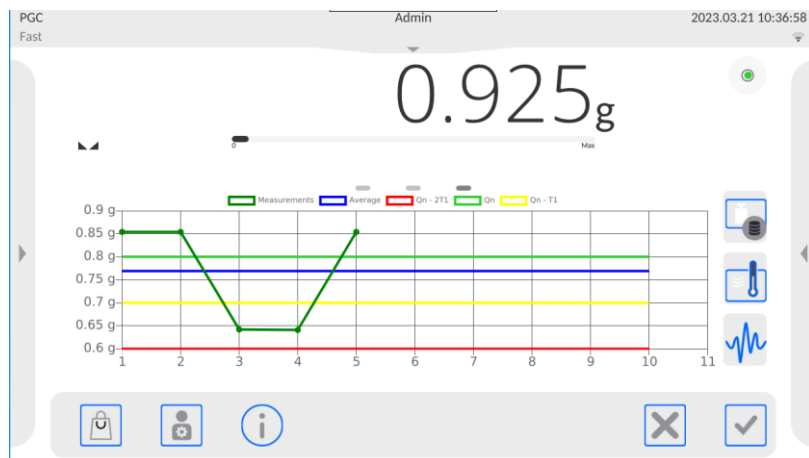 PGC Admin 2023.03.21 10:36:58
Fast
0.925g
0 Max
Measurements Average Qn - 2T1 Qn Qn - T1
0.9 g
0.85 g
0.8 g
0.75 g
0.7 g
0.65 g
0.6 g
1 2 3 4 5 6 7 8 9 10 11